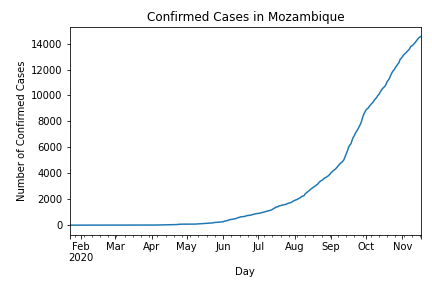 Confirmed Cases in Mozambique
Number of Confirmed Cases
14000
12000
10000
8000
6000
4000
2000
0
Feb Mar Apr May Jun Jul Aug Sep Oct Nov
2020
Day